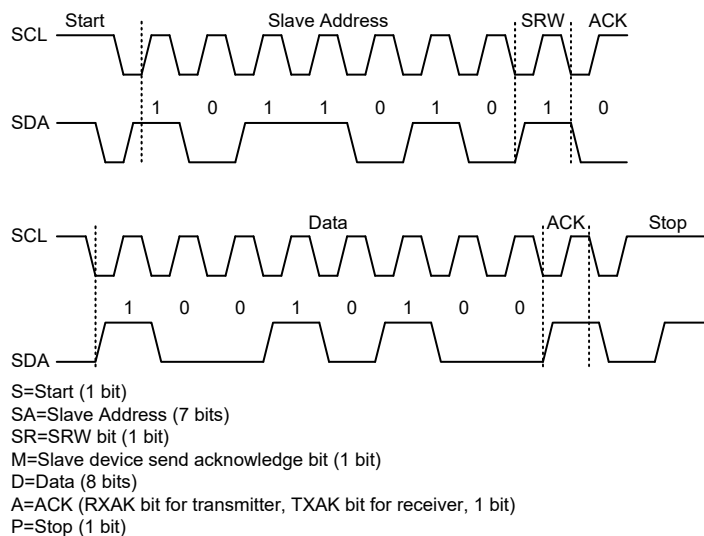 Start Slave Address SRW ACK
SCL
1 0 1 1 0 1 0 1 0
SDA
Data ACK Stop
SCL
1 0 0 1 0 1 0 0
SDA
S=Start (1 bit)
SA=Slave Address (7 bits)
SR=SRW bit (1 bit)
M=Slave device send acknowledge bit (1 bit)
D=Data (8 bits)
A=ACK (RXAK bit for transmitter, TXAK bit for receiver, 1 bit)
P=Stop (1 bit)